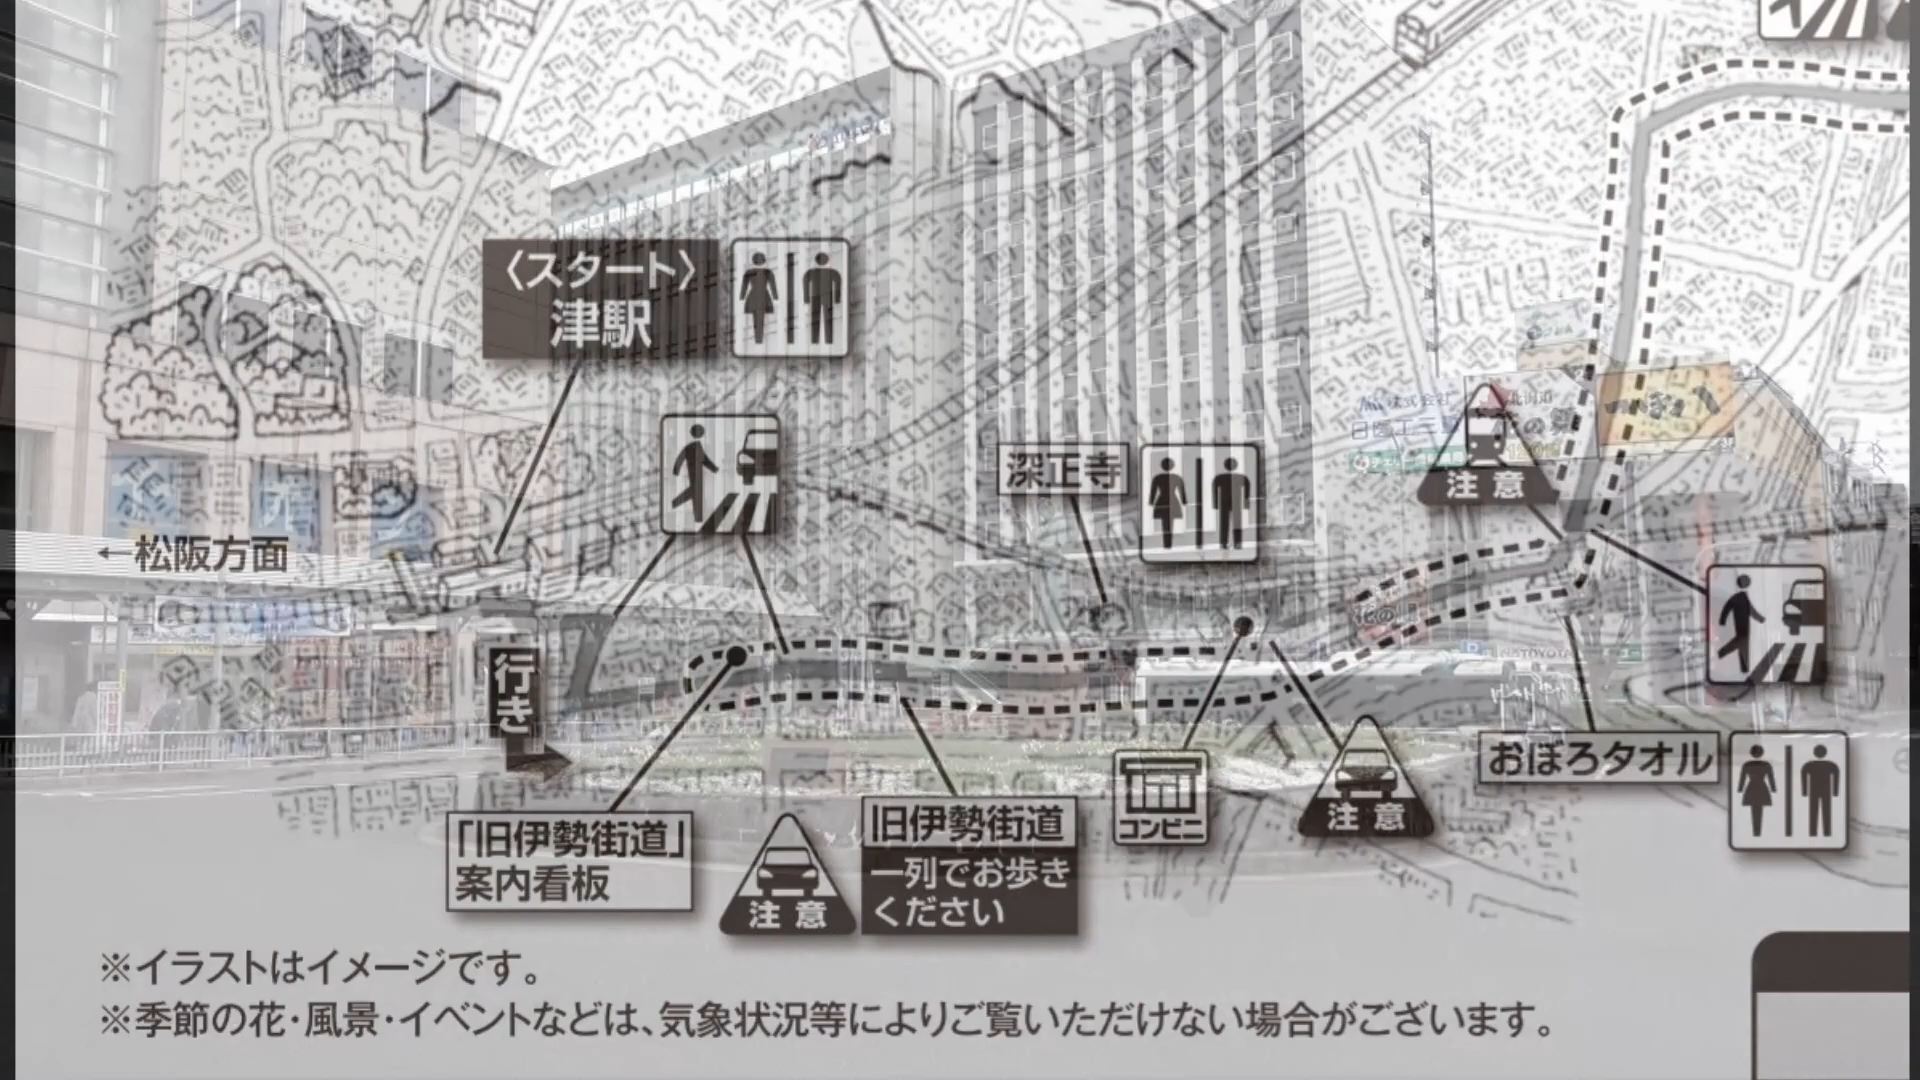 〈スタート〉
津駅
深正寺
注意
←松阪方面
行き
おぼろタオル
コンビニ
注意
「旧伊勢街道」
案内看板
注意
旧伊勢街道
一列でお歩き
ください
※イラストはイメージです。
※季節の花・風景・イベントなどは、気象状況等によりご覧いただけない場合がございます。